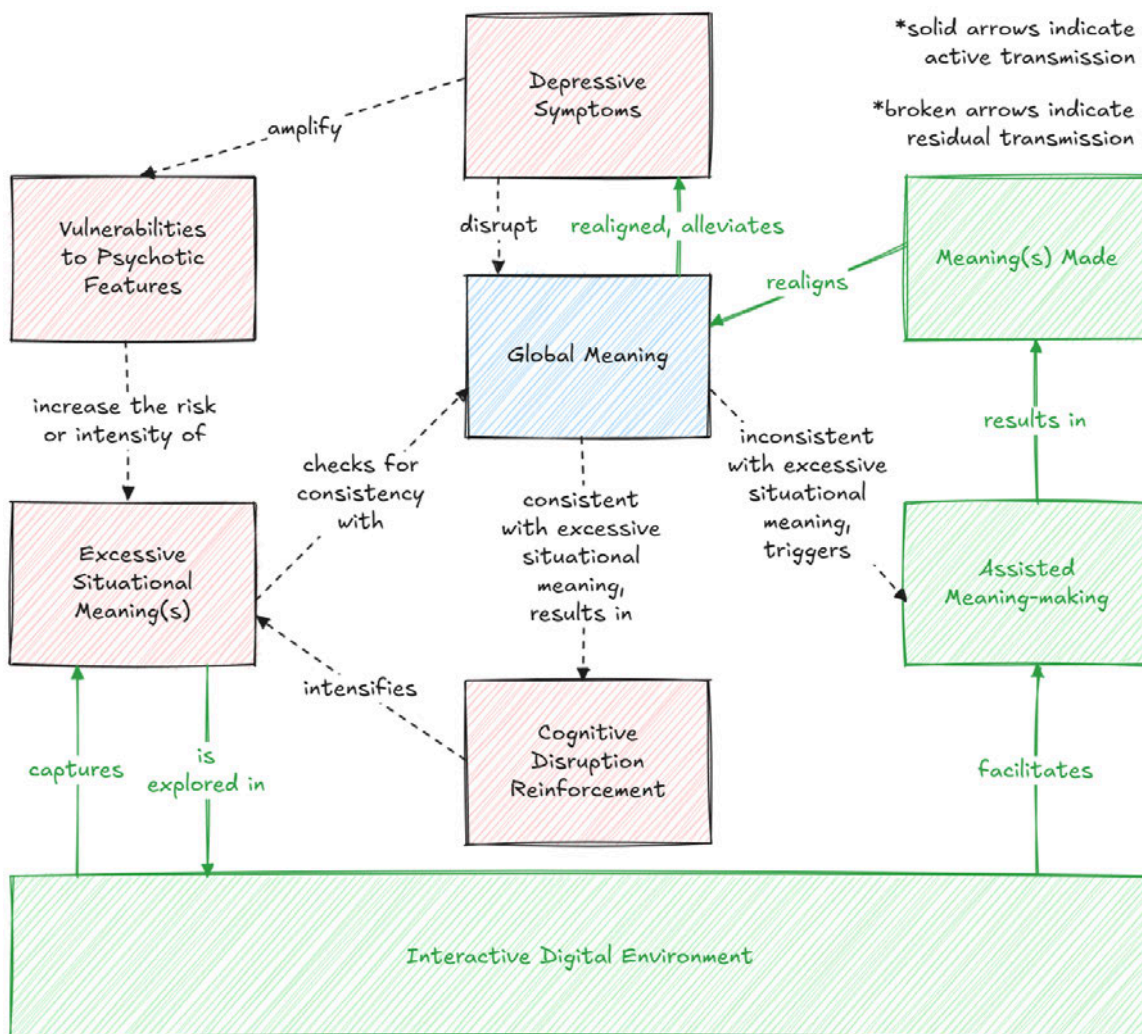 *solid arrows indicate
active transmission
*broken arrows indicate
residual transmission
Depressive
Symptoms
amplify
Vulnerabilities
to Psychotic
Features
disrupt
realigned, alleviates
Meaning(s) Made
realigns
Global Meaning
increase the risk
or intensity of
checks for
consistency
with
consistent
with excessive
situational
meaning,
results in
inconsistent
with excessive
situational
meaning,
triggers
results in
Excessive
Situational
Meaning(s)
Assisted
Meaning-making
intensifies
Cognitive
Disruption
Reinforcement
captures
is
explored in
facilitates
Interactive Digital Environment